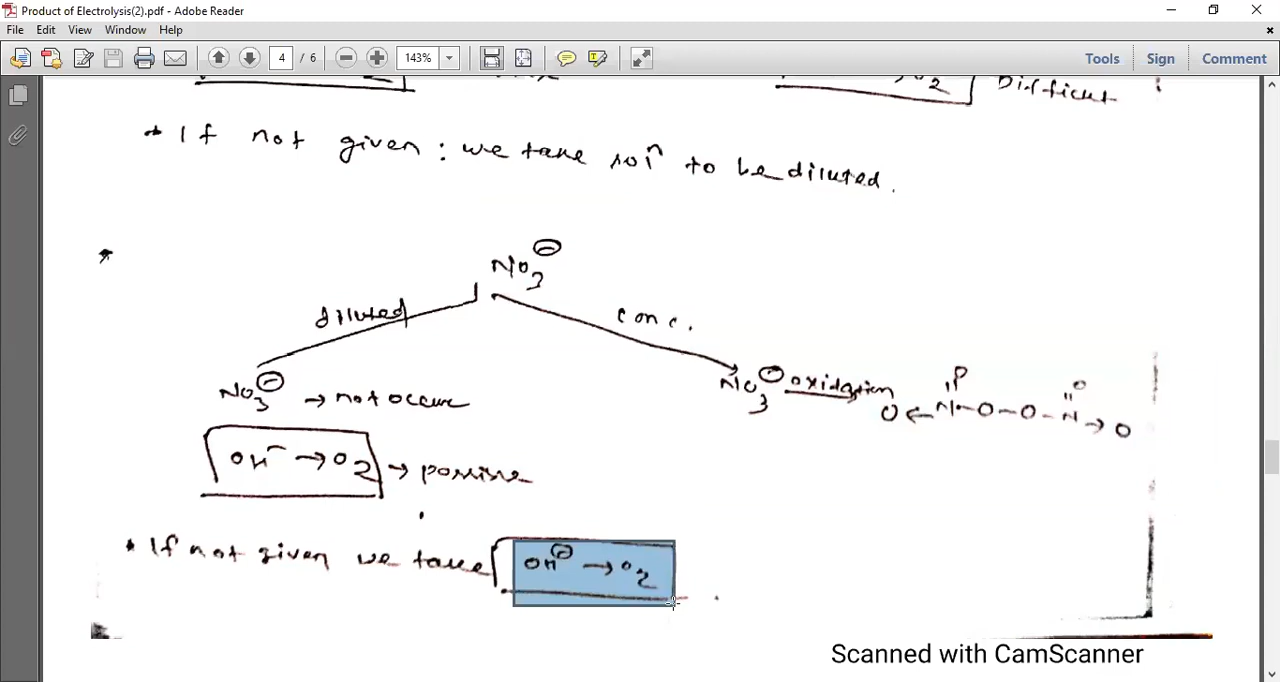 Product of Electrolysis(2).pdf - Adobe Reader
File Edit View Window Help
4 / 6 143% Tools Sign Comment
O2 Difficult
* If not given : we take solⁿ to be diluted.
* NO3⊖
diluted conc.
NO3⊖ → not occur
NO3⊖ oxidation → O ← N - O - O - N → O
O O
OH⁻ → O2 → possible
* If not given we take OH⊖ → O2
Scanned with CamScanner